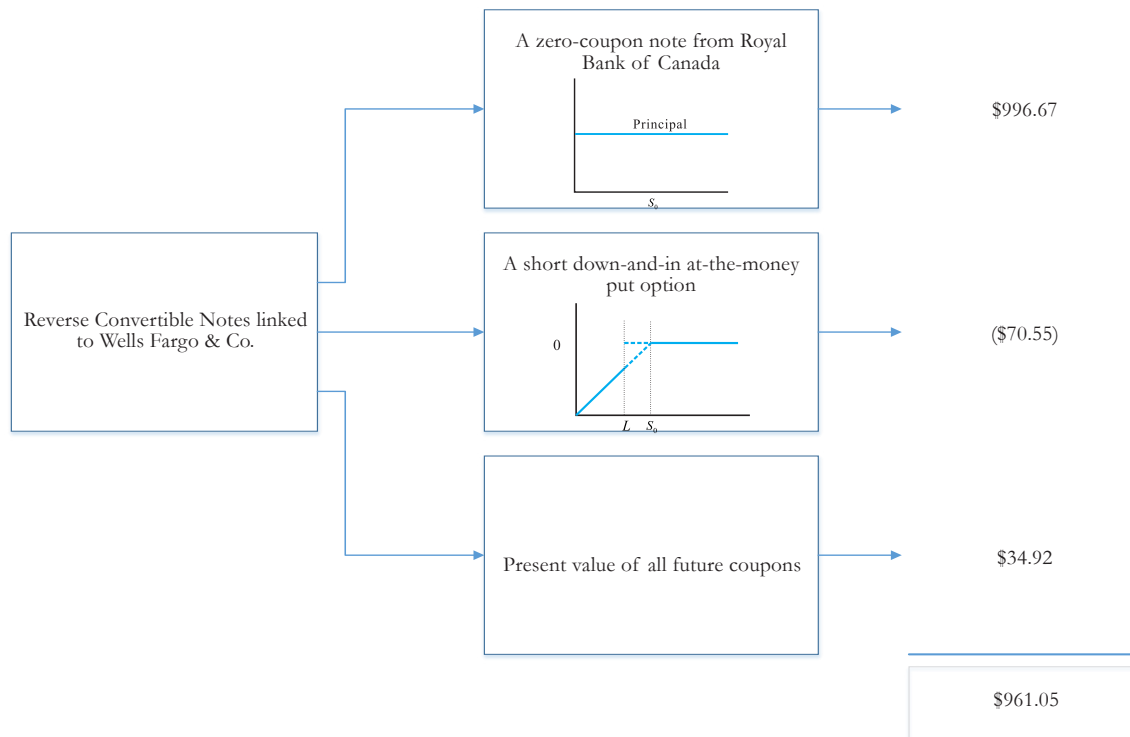 A zero-coupon note from Royal
Bank of Canada
Principal
S₀
$996.67
Reverse Convertible Notes linked
to Wells Fargo & Co.
A short down-and-in at-the-money
put option
0
L S₀
($70.55)
Present value of all future coupons
$34.92
$961.05